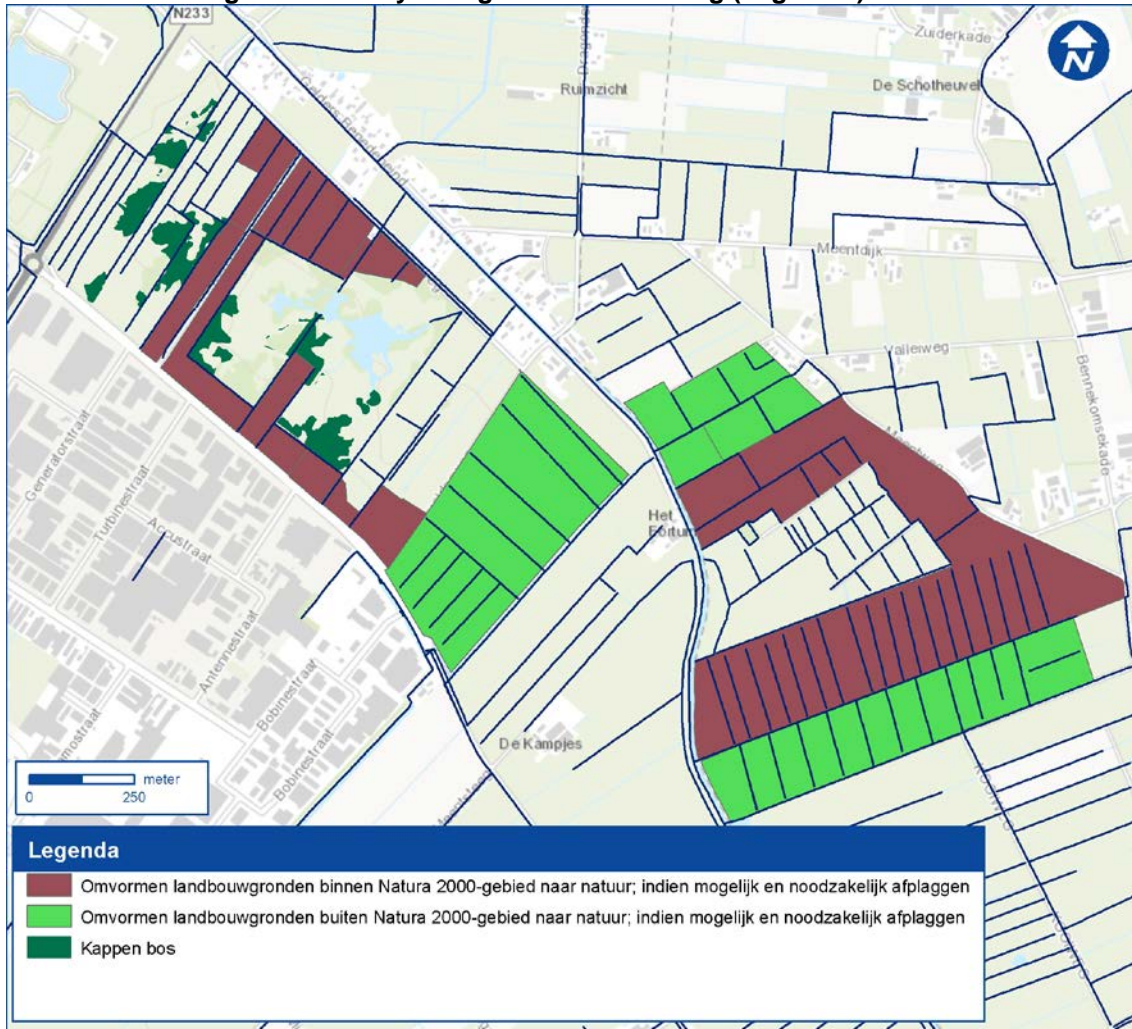 N233
Zuiderkade
N
De Schotheuvel
Ruimzicht
Meentdijk
Valleiweg
Bennekomsekade
Generatorstraat
Turbinestraat
Accustraat
Het
Fortuin
Antennestraat
Bobinestraat
Bobinestraat
De Kampjes
Meentsteeg
meter
0 250
Legenda
Omvormen landbouwgronden binnen Natura 2000-gebied naar natuur; indien mogelijk en noodzakelijk afplaggen
Omvormen landbouwgronden buiten Natura 2000-gebied naar natuur; indien mogelijk en noodzakelijk afplaggen
Kappen bos